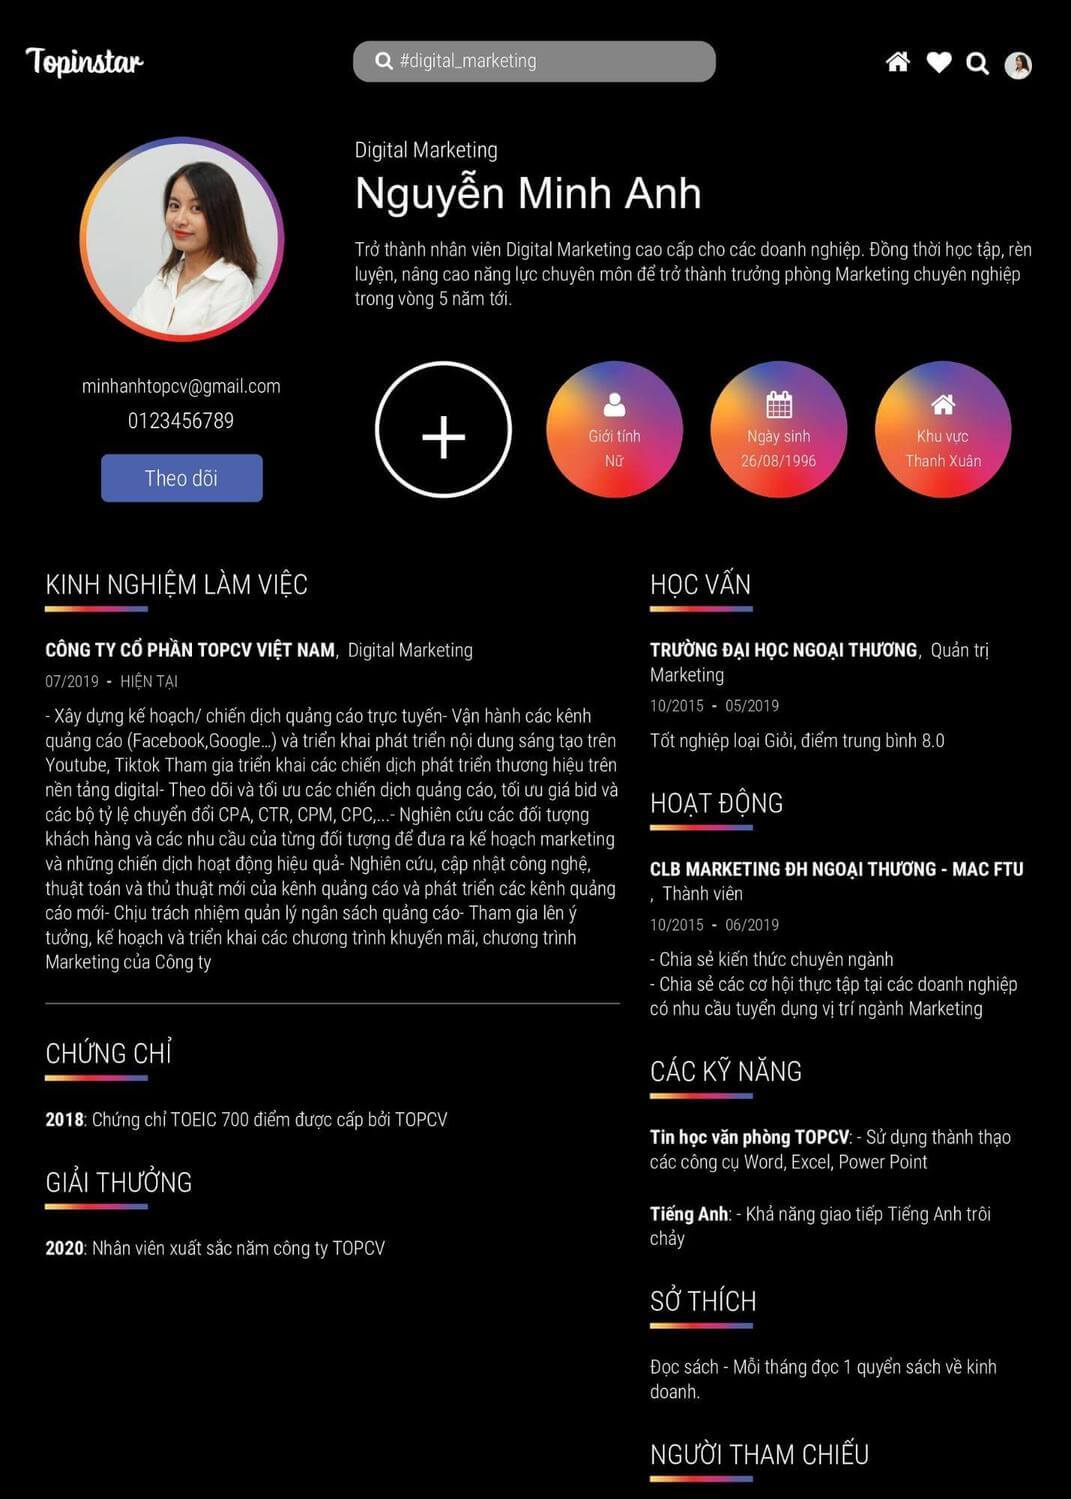 Topinstar
#digital_marketing
Digital Marketing
Nguyễn Minh Anh
Trở thành nhân viên Digital Marketing cao cấp cho các doanh nghiệp. Đồng thời học tập, rèn
luyện, nâng cao năng lực chuyên môn để trở thành trưởng phòng Marketing chuyên nghiệp
trong vòng 5 năm tới.
minhanhtopcv@gmail.com
0123456789
Theo dõi
Giới tính
Nữ
Ngày sinh
26/08/1996
Khu vực
Thanh Xuân
KINH NGHIỆM LÀM VIỆC
CÔNG TY CỔ PHẦN TOPCV VIỆT NAM, Digital Marketing
07/2019 - HIỆN TẠI
- Xây dựng kế hoạch/ chiến dịch quảng cáo trực tuyến- Vận hành các kênh
quảng cáo (Facebook,Google...) và triển khai phát triển nội dung sáng tạo trên
Youtube, Tiktok Tham gia triển khai các chiến dịch phát triển thương hiệu trên
nền tảng digital- Theo dõi và tối ưu các chiến dịch quảng cáo, tối ưu giá bid và
các bộ tỷ lệ chuyển đổi CPA, CTR, CPM, CPC,...- Nghiên cứu các đối tượng
khách hàng và các nhu cầu của từng đối tượng để đưa ra kế hoạch marketing
và những chiến dịch hoạt động hiệu quả- Nghiên cứu, cập nhật công nghệ,
thuật toán và thủ thuật mới của kênh quảng cáo và phát triển các kênh quảng
cáo mới- Chịu trách nhiệm quản lý ngân sách quảng cáo- Tham gia lên ý
tưởng, kế hoạch và triển khai các chương trình khuyến mãi, chương trình
Marketing của Công ty
CHỨNG CHỈ
2018: Chứng chỉ TOEIC 700 điểm được cấp bởi TOPCV
GIẢI THƯỞNG
2020: Nhân viên xuất sắc năm công ty TOPCV
HỌC VẤN
TRƯỜNG ĐẠI HỌC NGOẠI THƯƠNG, Quản trị
Marketing
10/2015 - 05/2019
Tốt nghiệp loại Giỏi, điểm trung bình 8.0
HOẠT ĐỘNG
CLB MARKETING ĐH NGOẠI THƯƠNG - MAC FTU
, Thành viên
10/2015 - 06/2019
- Chia sẻ kiến thức chuyên ngành
- Chia sẻ các cơ hội thực tập tại các doanh nghiệp
có nhu cầu tuyển dụng vị trí ngành Marketing
CÁC KỸ NĂNG
Tin học văn phòng TOPCV: - Sử dụng thành thạo
các công cụ Word, Excel, Power Point
Tiếng Anh: - Khả năng giao tiếp Tiếng Anh trôi
chảy
SỞ THÍCH
Đọc sách - Mỗi tháng đọc 1 quyển sách về kinh
doanh.
NGƯỜI THAM CHIẾU